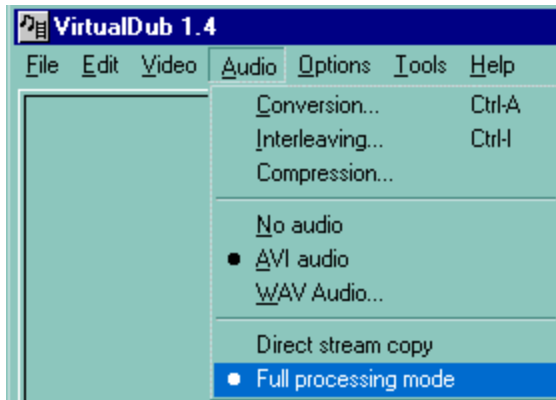 VirtualDub 1.4
File Edit Video Audio Options Tools Help
Conversion... Ctrl-A
Interleaving... Ctrl-I
Compression...
No audio
AVI audio
WAV Audio...
Direct stream copy
Full processing mode